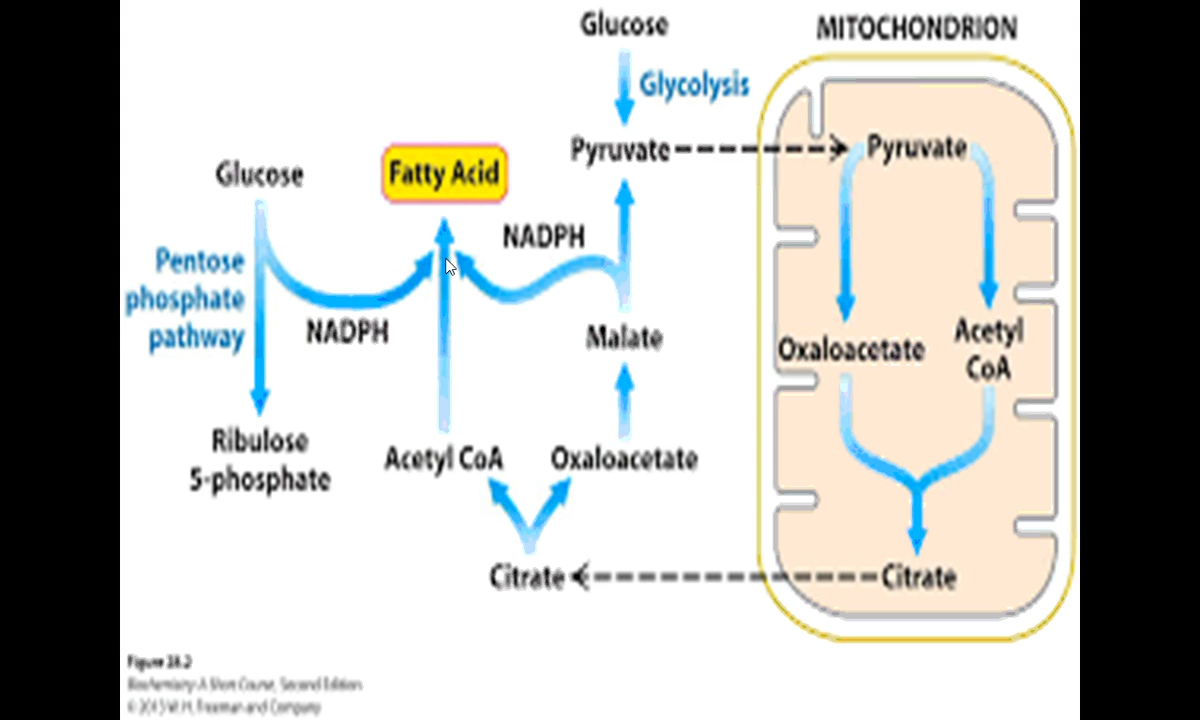 Glucose
MITOCHONDRION
Glycolysis
Pyruvate
Pyruvate
Glucose
Fatty Acid
NADPH
Pentose
phosphate
pathway
NADPH
Malate
Oxaloacetate
Acetyl
CoA
Ribulose
5-phosphate
Acetyl CoA
Oxaloacetate
Citrate
Citrate
Figure 28.2
Biochemistry: A Short Course, Second Edition
© 2013 W. H. Freeman and Company